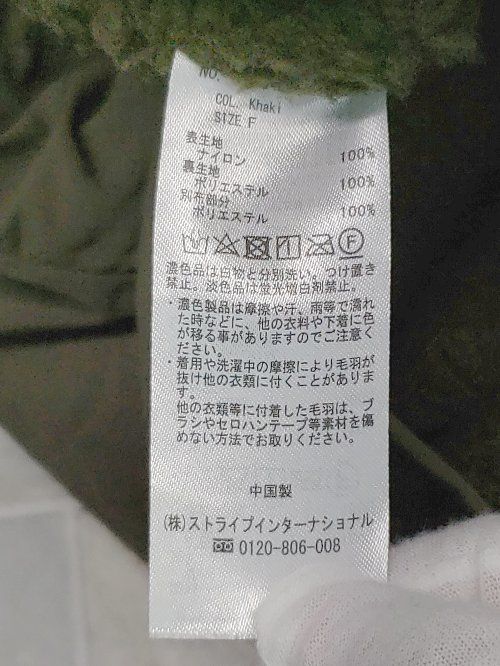 NO.
COL. Khaki
SIZE F
表生地
ナイロン 100%
裏生地
ポリエステル 100%
別布部分
ポリエステル 100%
濃色品は白物と分別洗い。つけ置き
禁止。淡色品は蛍光増白剤禁止。
・濃色製品は摩擦や汗、雨等で濡れ
た時などに、他の衣料や下着に色
が移る事がありますのでご注意く
ださい。
・着用や洗濯中の摩擦により毛羽が
抜け他の衣類に付くことがありま
す。
他の衣類等に付着した毛羽は、ブ
ラシやセロハンテープ等素材を傷
めない方法でお取りください。
中国製
(株)ストライプインターナショナル
0120-806-008